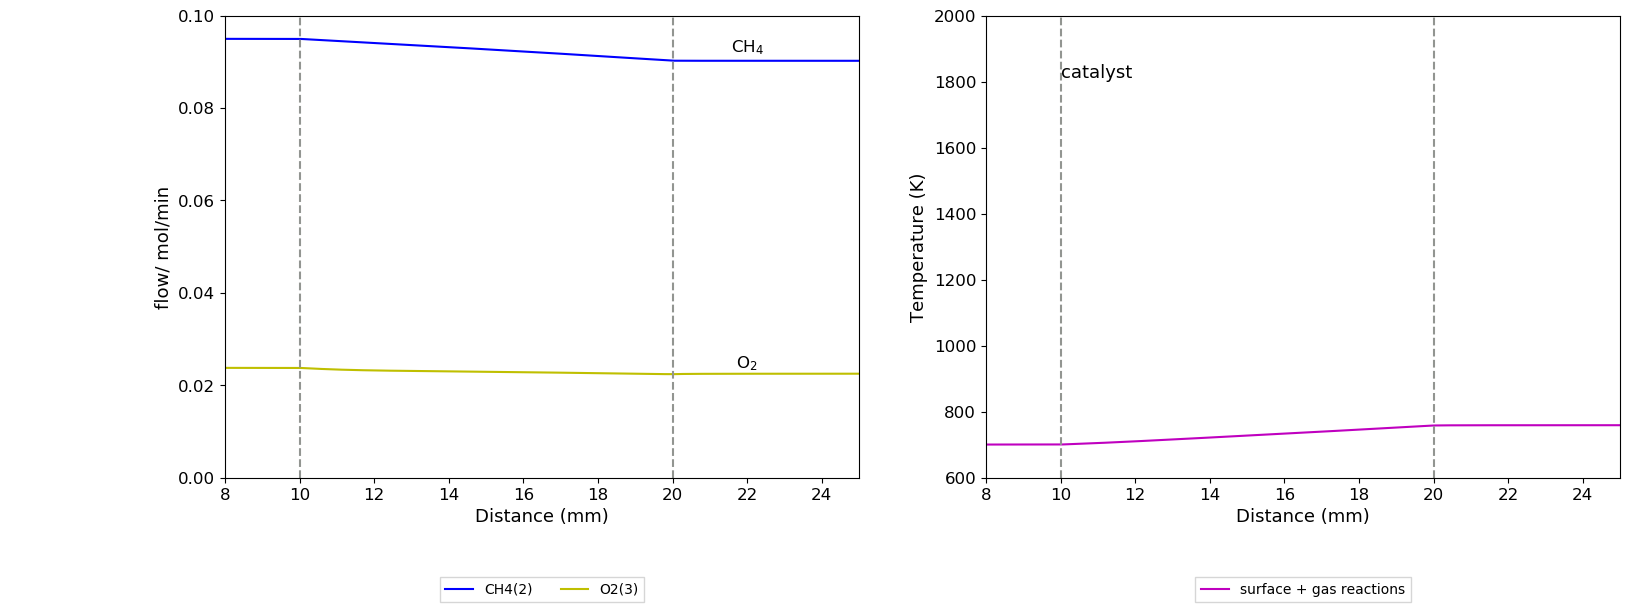 0.10
0.08
0.06
0.04
0.02
0.00
flow/ mol/min
CH₄
O₂
8 10 12 14 16 18 20 22 24
Distance (mm)
CH4(2) O2(3)
2000
1800
1600
1400
1200
1000
800
600
Temperature (K)
catalyst
8 10 12 14 16 18 20 22 24
Distance (mm)
surface + gas reactions